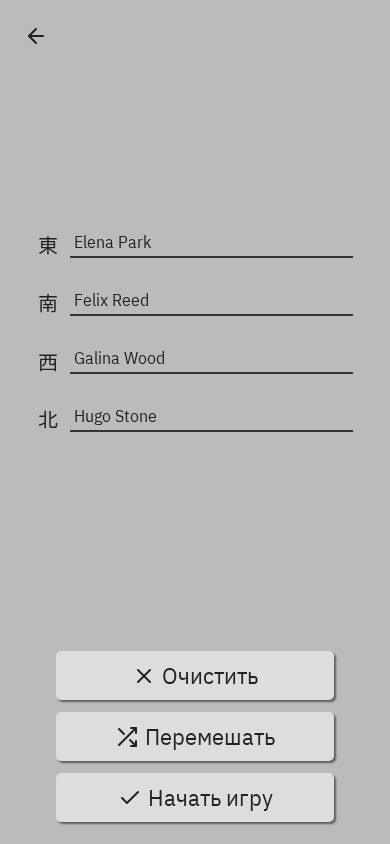 東 Elena Park
南 Felix Reed
西 Galina Wood
北 Hugo Stone
Очистить
Перемешать
Начать игру